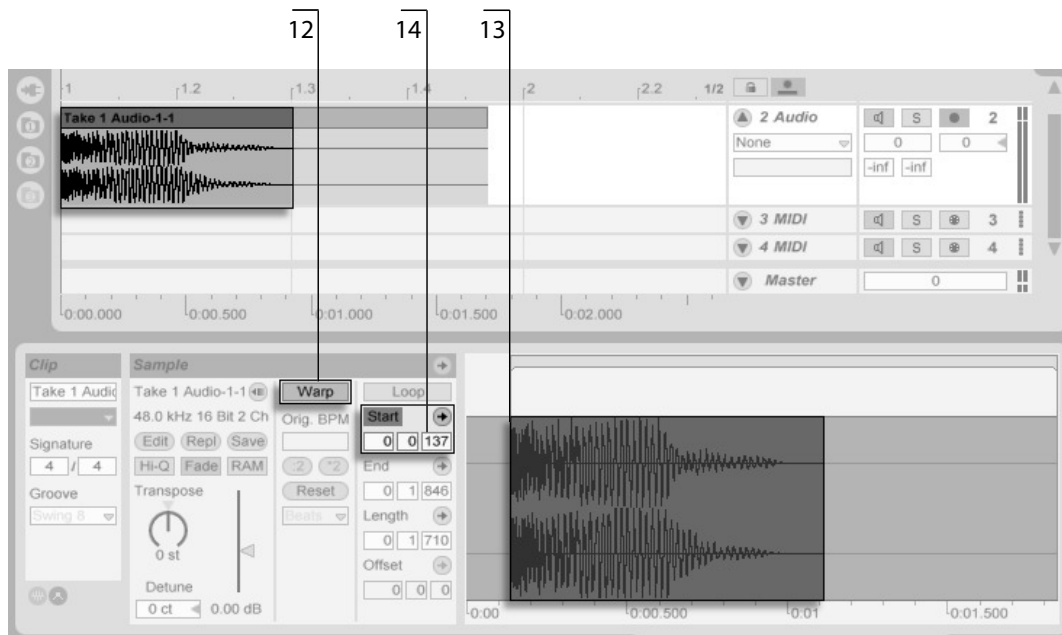 12 14 13
1 1.2 1.3 1.4 2 2.2 1/2
Take 1 Audio-1-1
2 Audio S 2
None 0 0
-inf -inf
3 MIDI S 3
4 MIDI S 4
Master 0
0:00.000 0:00.500 0:01.000 0:01.500 0:02.000
Clip
Take 1 Audio
Signature
4 / 4
Groove
Swing 8
Sample
Take 1 Audio-1-1
48.0 kHz 16 Bit 2 Ch
Edit Repl Save
Hi-Q Fade RAM
Transpose
0 st
Detune
0 ct 0.00 dB
Warp
Orig. BPM
:2 *2
Reset
Beats
Loop
Start
0 0 137
End
0 1 846
Length
0 1 710
Offset
0 0 0
0:00 0:00.500 0:01 0:01.500